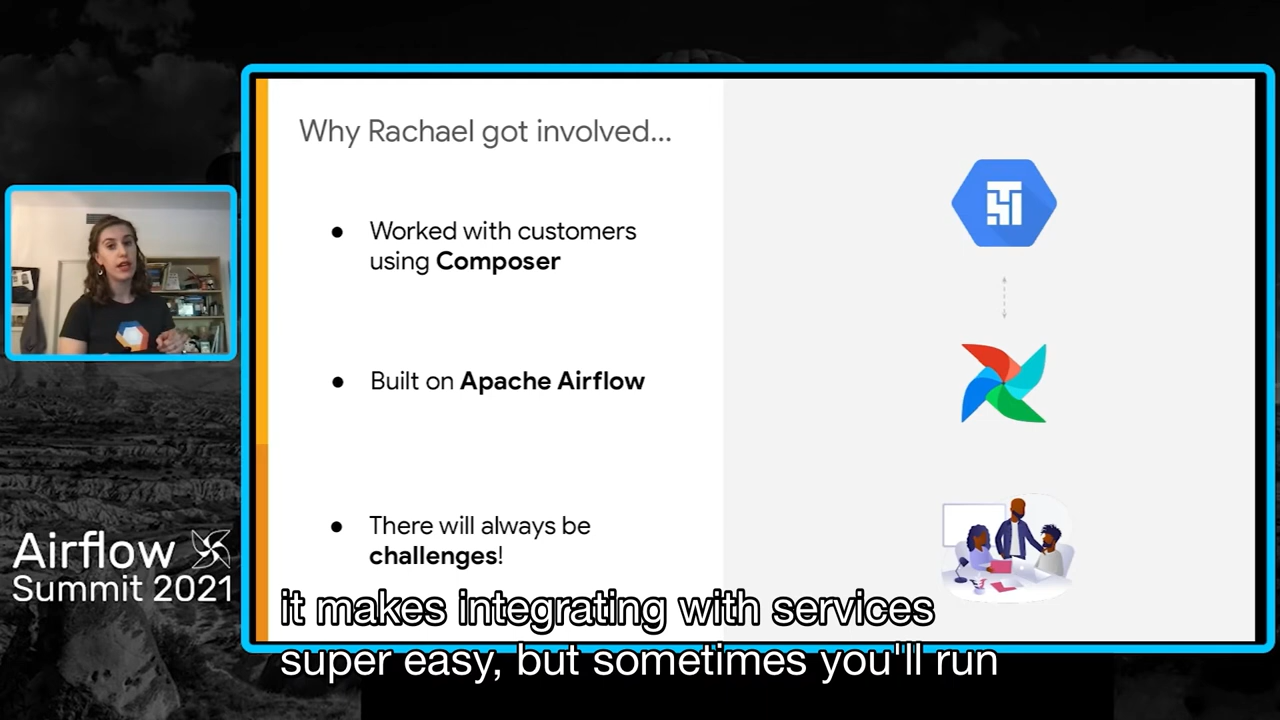 Why Rachael got involved...
● Worked with customers
using Composer
● Built on Apache Airflow
● There will always be
challenges!
Airflow
Summit 2021
it makes integrating with services
super easy, but sometimes you'll run